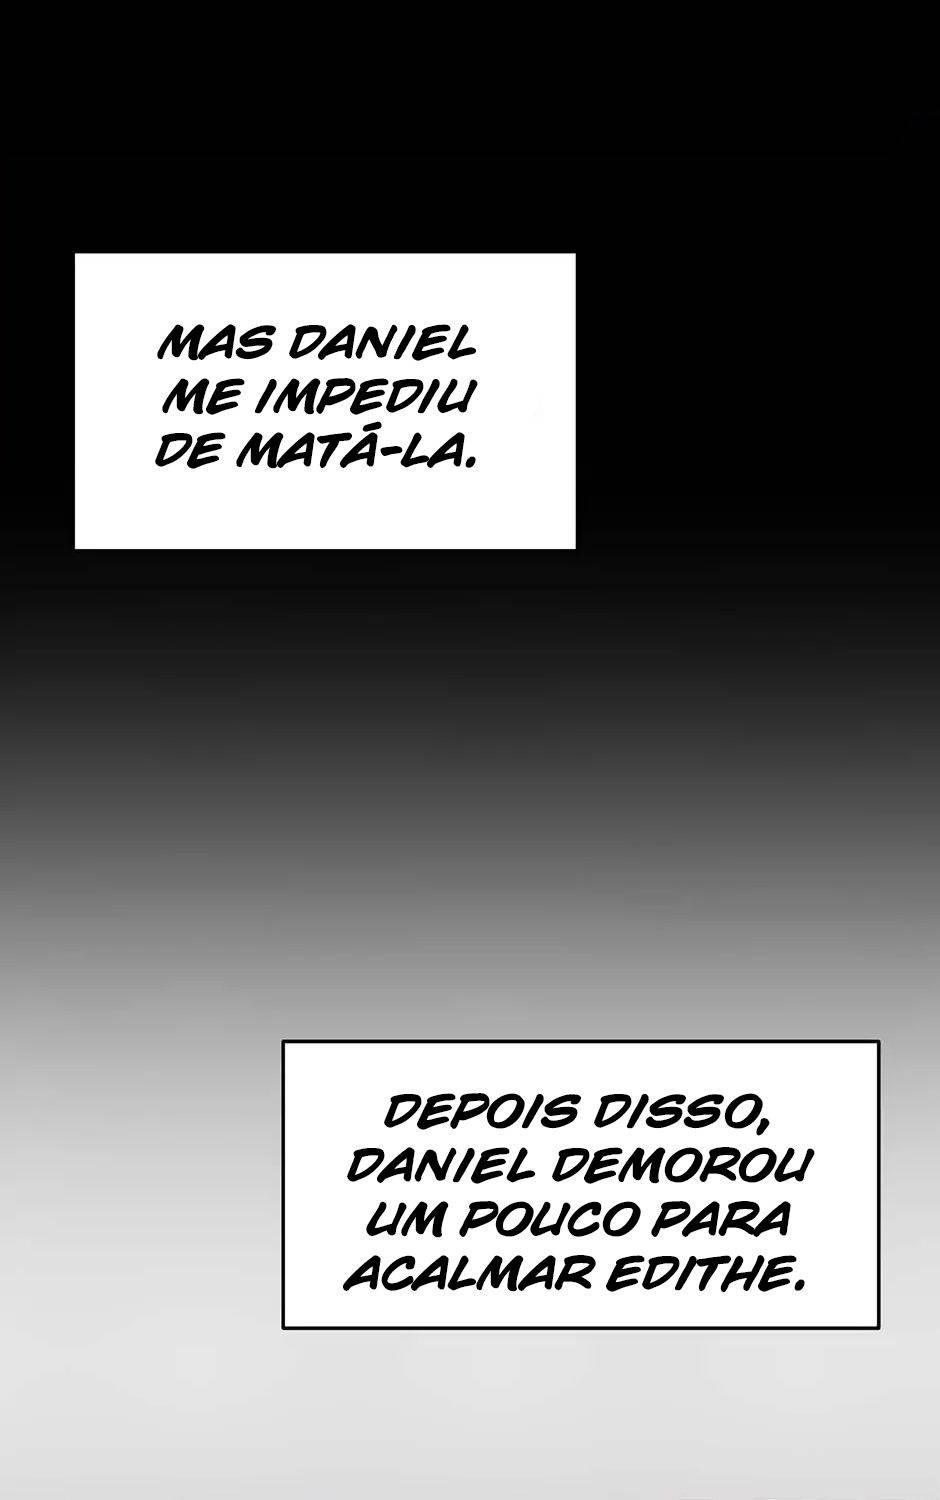 MAS DANIEL
ME IMPEDIU
DE MATÁ-LA.
DEPOIS DISSO,
DANIEL DEMOROU
UM POUCO PARA
ACALMAR EDITHE.